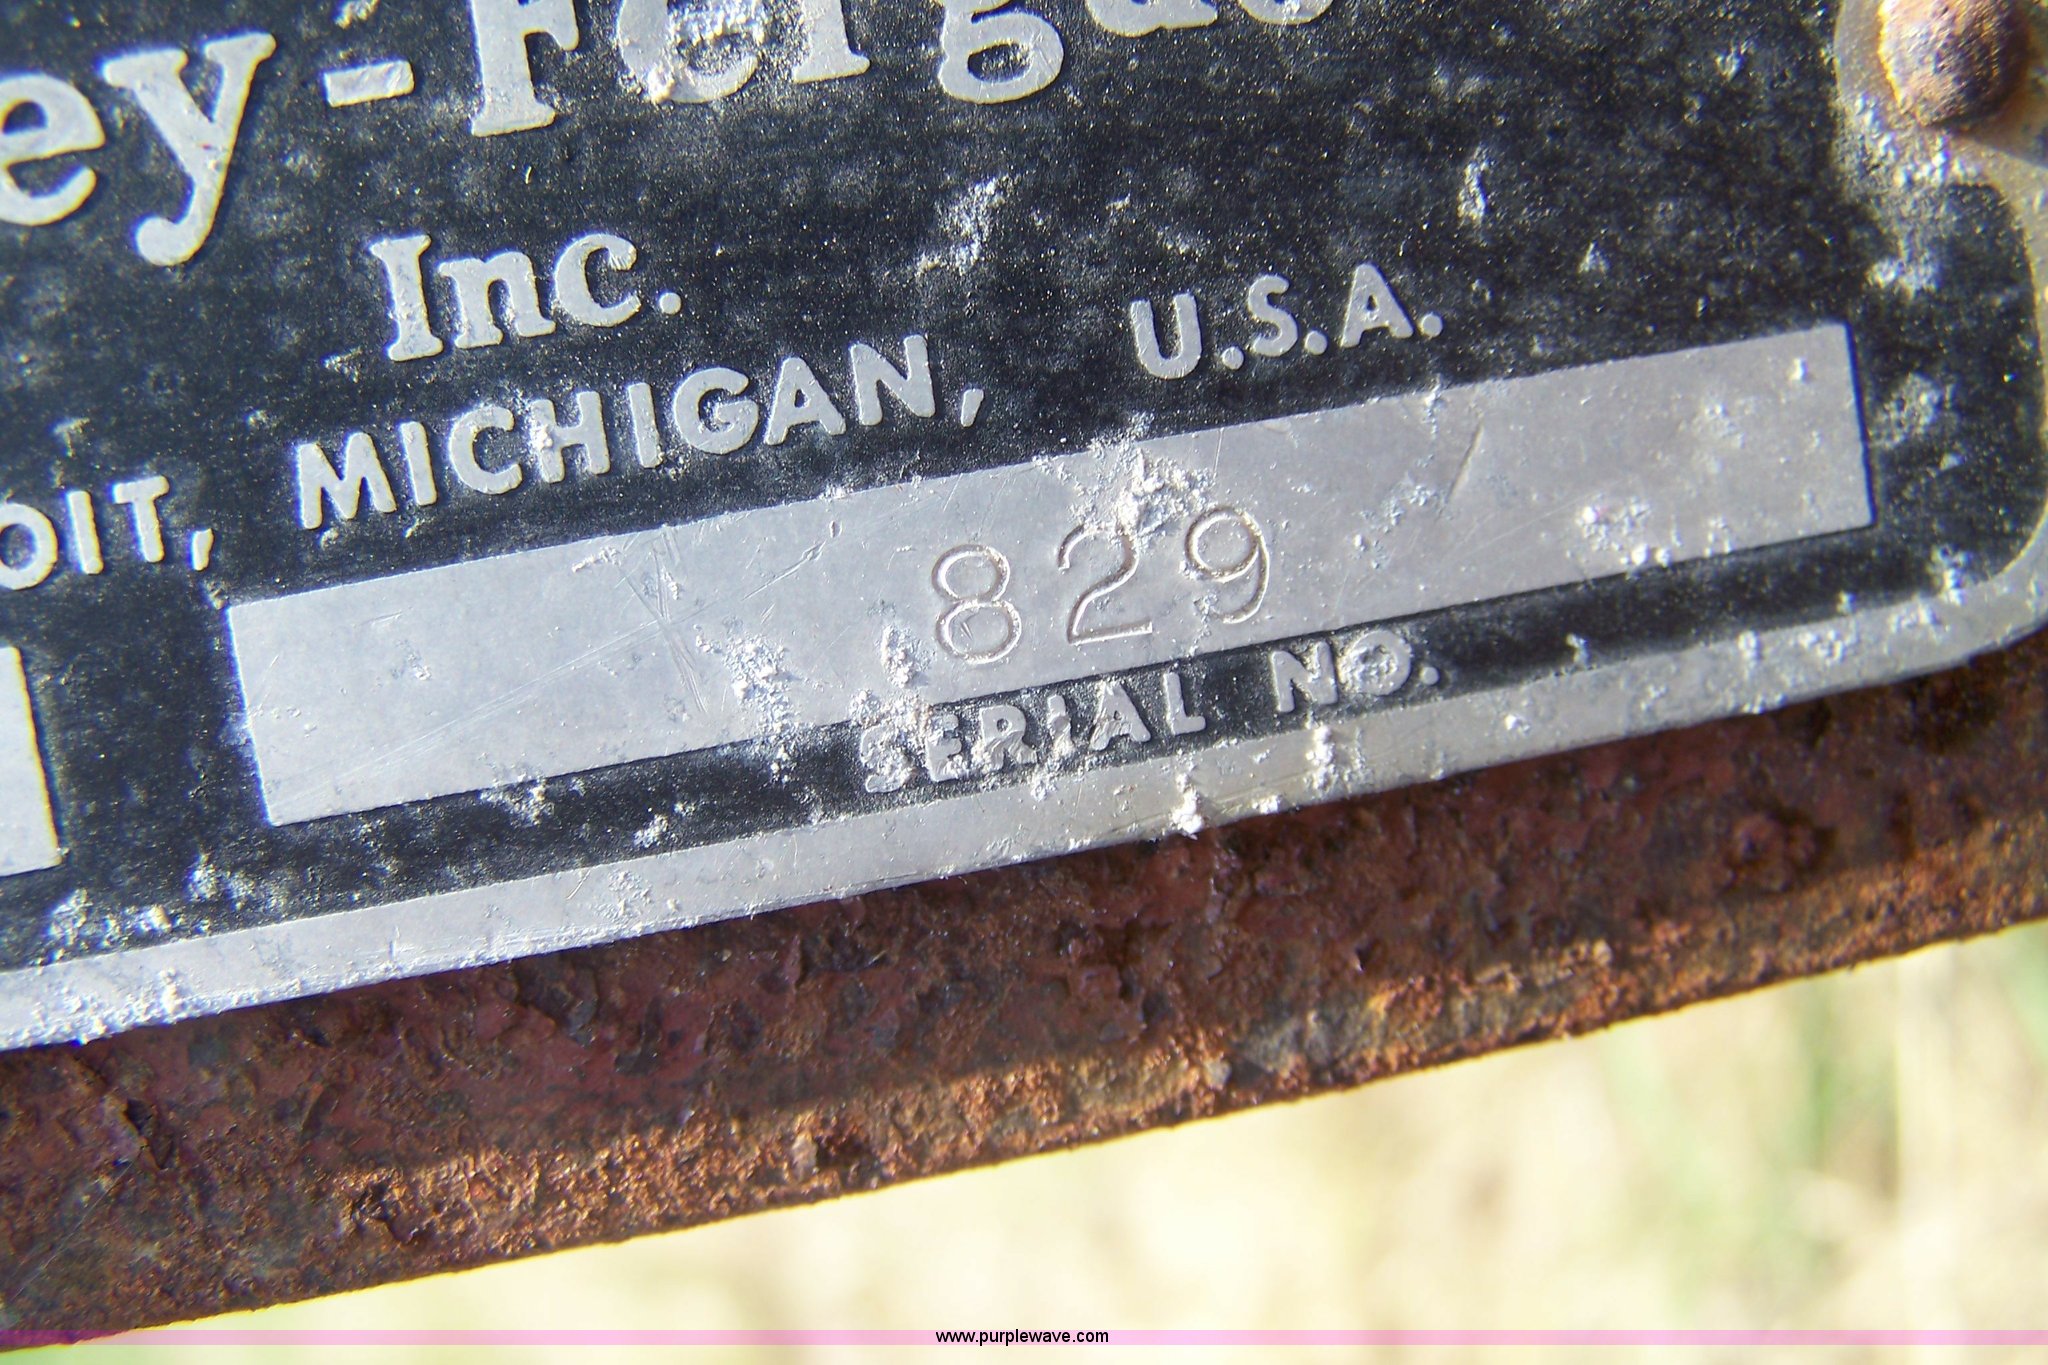 ey-Fergus
Inc.
OIT, MICHIGAN, U.S.A.
829
SERIAL NO.
www.purplewave.com